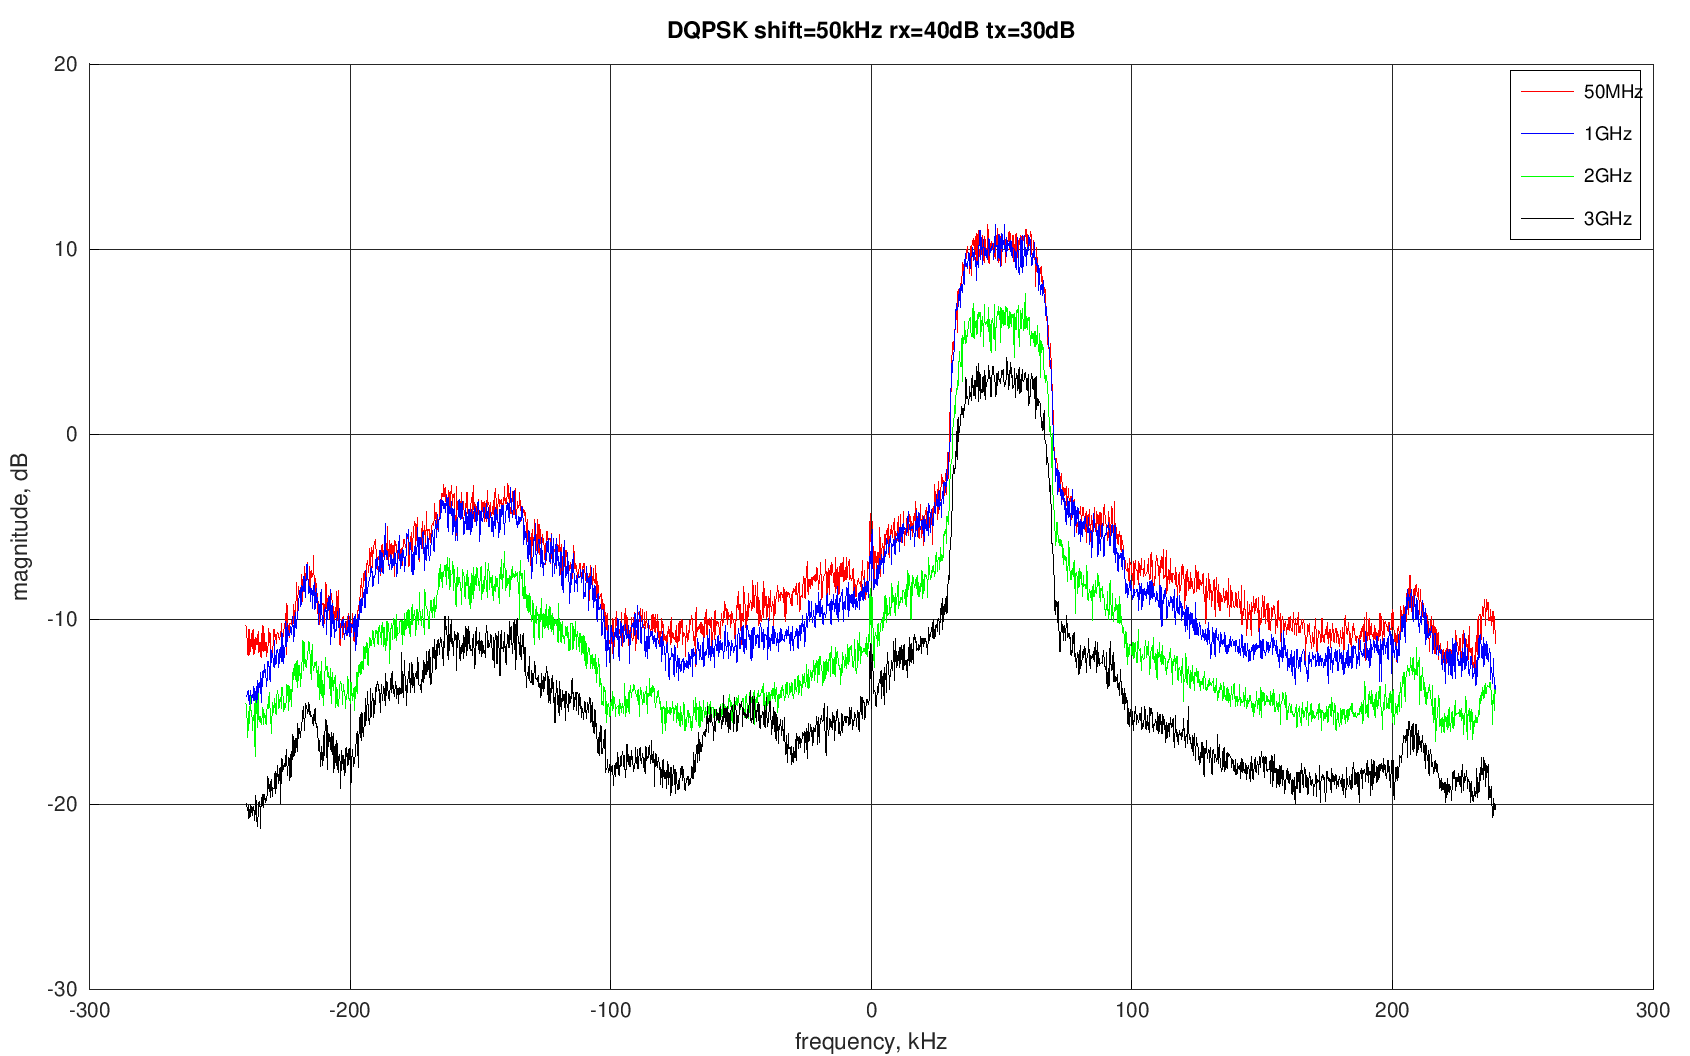 DQPSK shift=50kHz rx=40dB tx=30dB
20
10
0
-10
-20
-30
magnitude, dB
-300
-200
-100
0
100
200
300
frequency, kHz
50MHz
1GHz
2GHz
3GHz